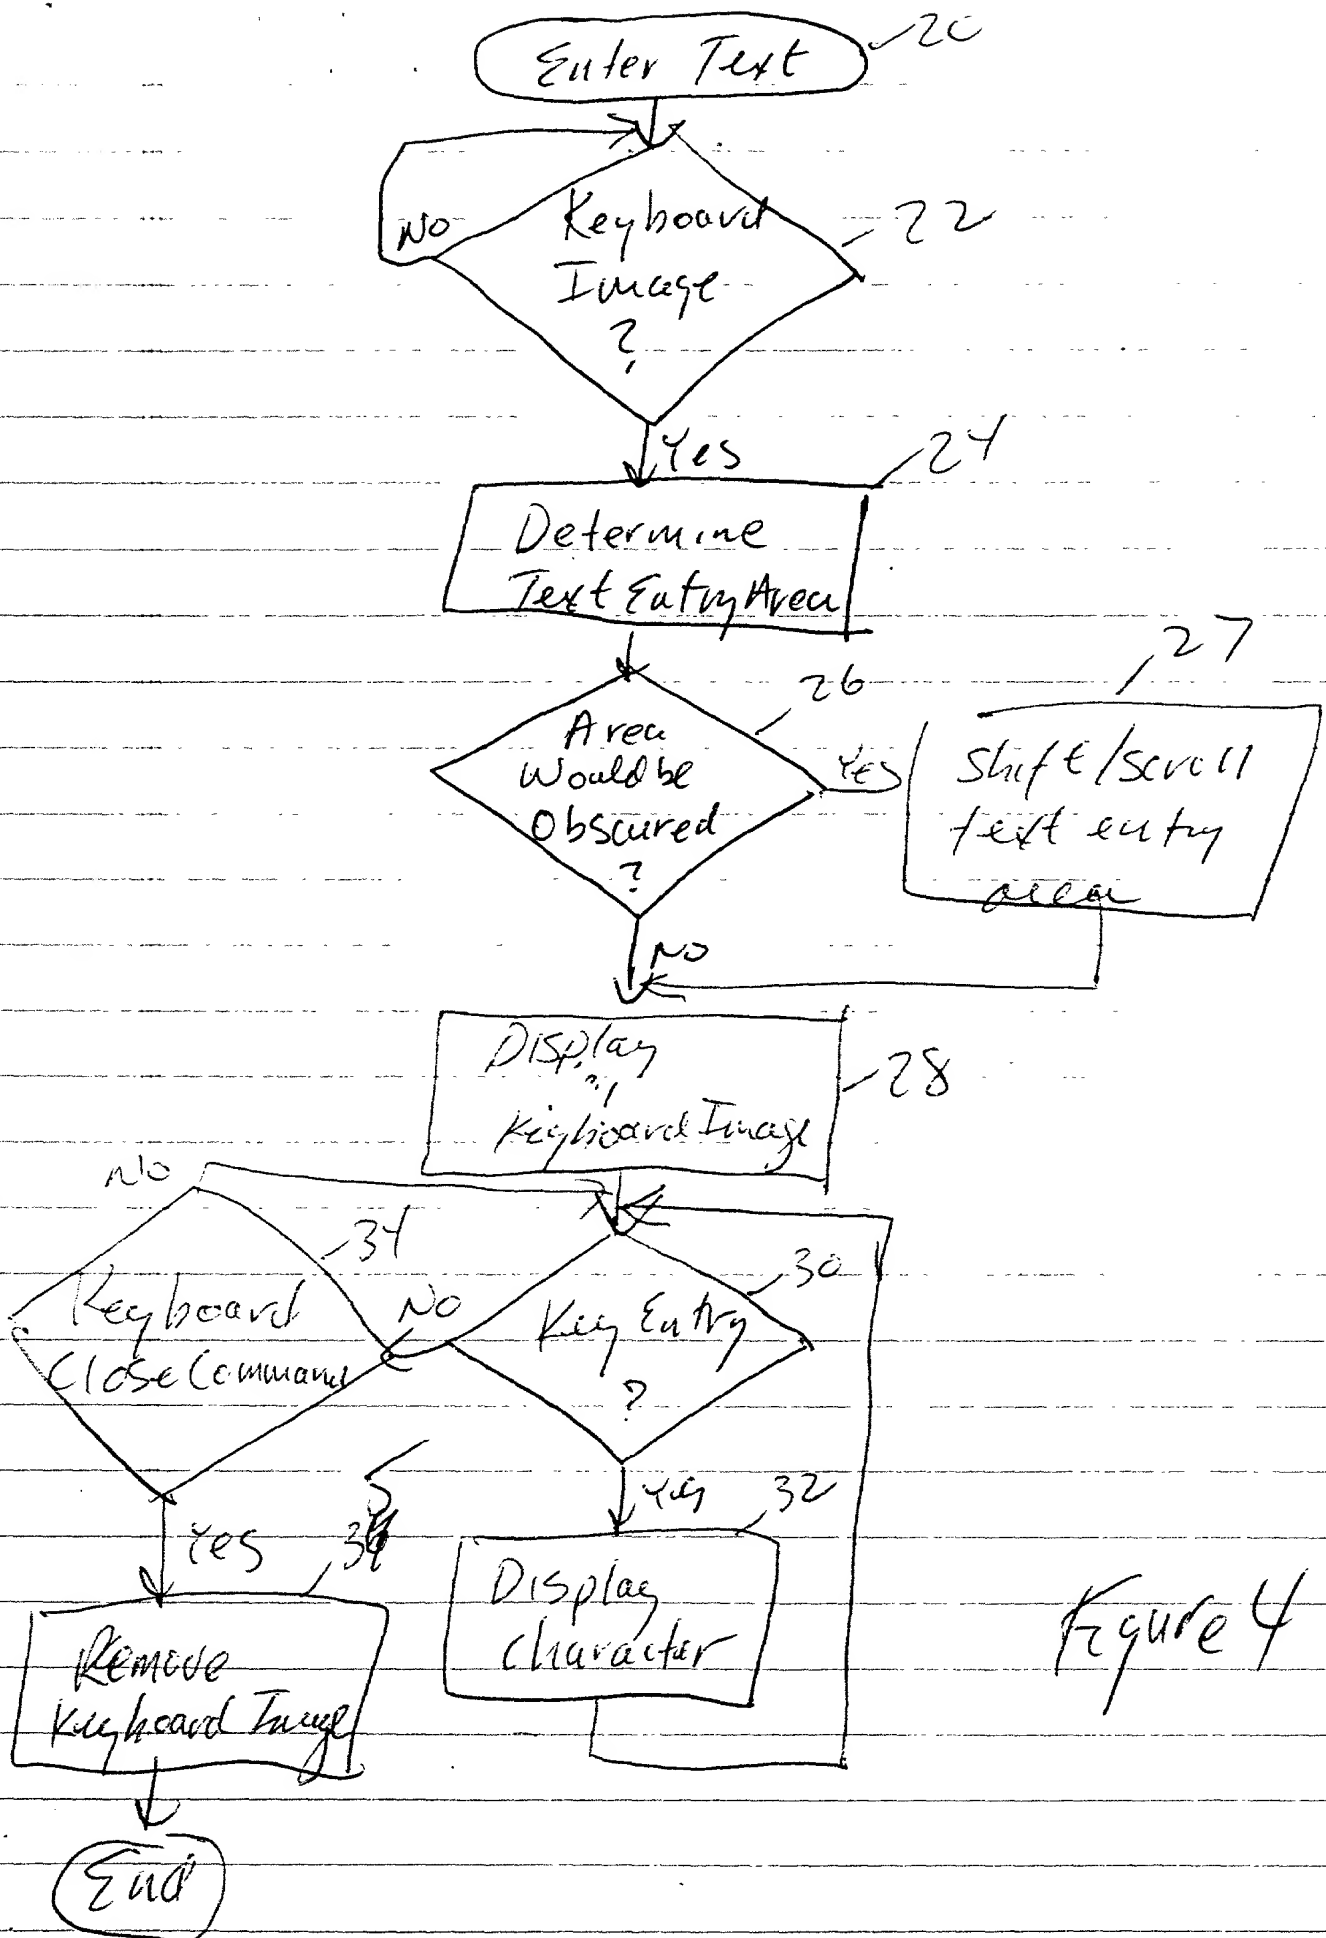 Enter Text
20
Keyboard
Image
?
No
22
Yes
24
Determine
Text Entry Area
26
27
Area
Would be
Obscured
?
Yes
Shift/scroll
text entry
area
No
Display
Keyboard Image
28
No
34
30
Keyboard
Close Command
No
Key Entry
?
Yes
Yes
32
Display
Character
Remove
Keyboard Image
Figure 4
End